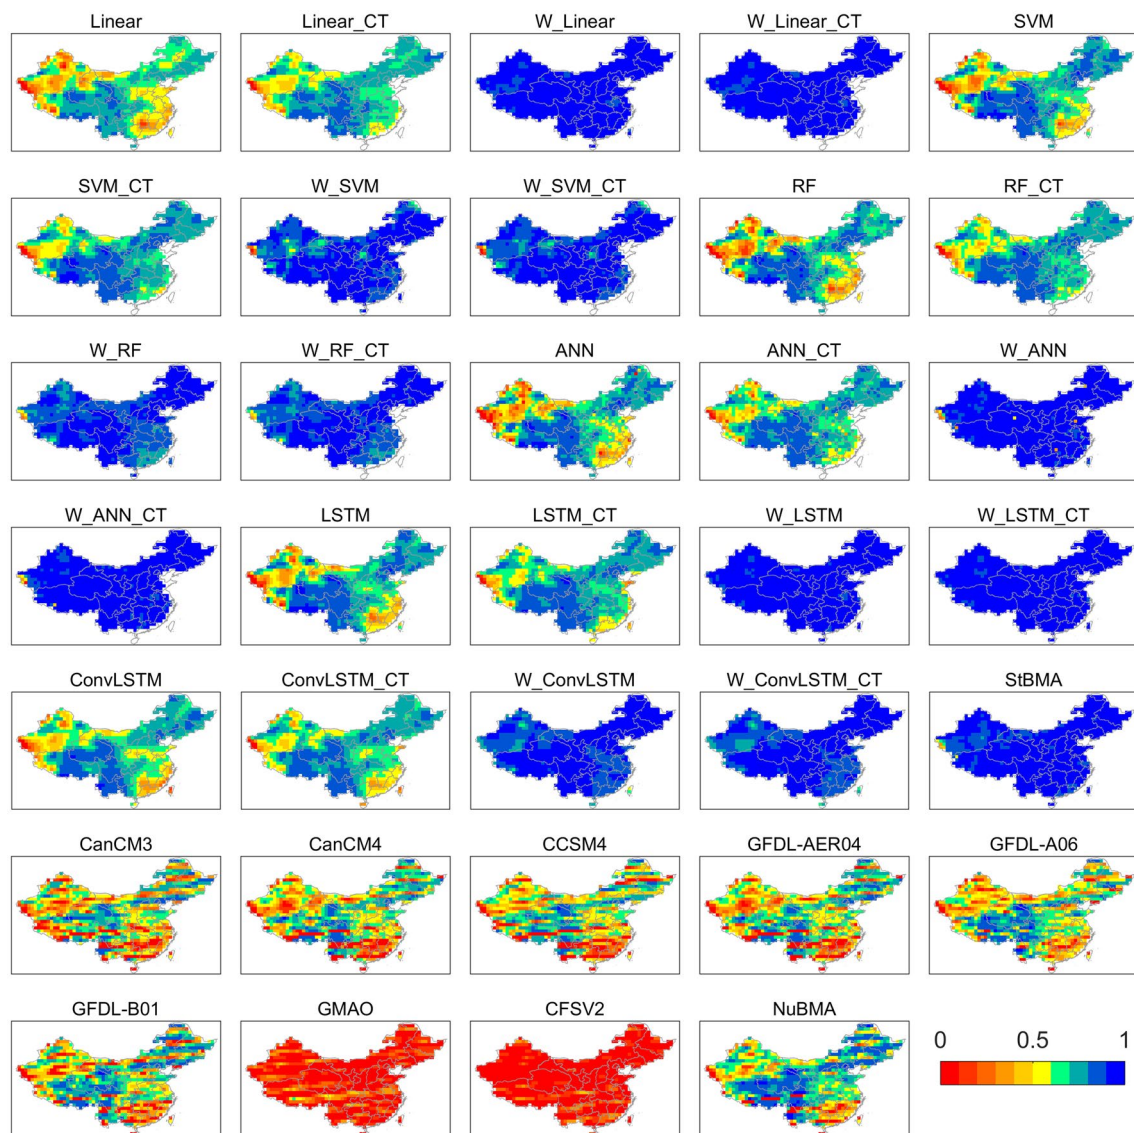 Linear Linear_CT W_Linear W_Linear_CT SVM
SVM_CT W_SVM W_SVM_CT RF RF_CT
W_RF W_RF_CT ANN ANN_CT W_ANN
W_ANN_CT LSTM LSTM_CT W_LSTM W_LSTM_CT
ConvLSTM ConvLSTM_CT W_ConvLSTM W_ConvLSTM_CT StBMA
CanCM3 CanCM4 CCSM4 GFDL-AER04 GFDL-A06
GFDL-B01 GMAO CFSV2 NuBMA
0 0.5 1